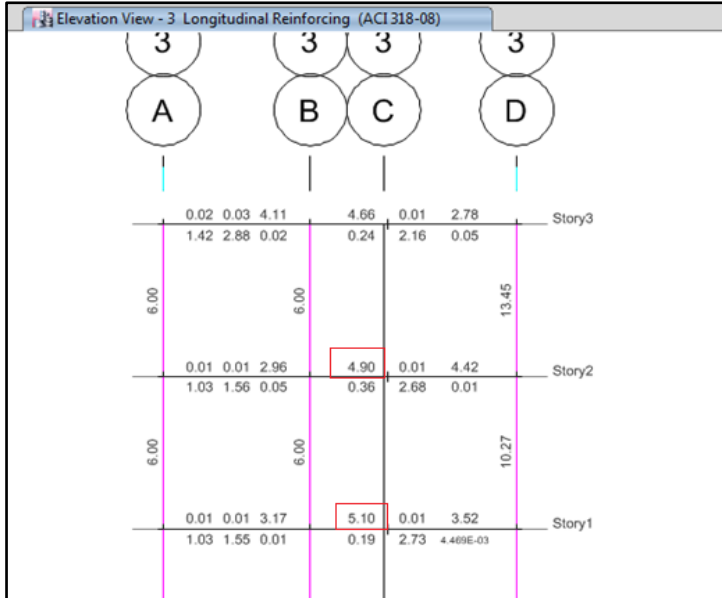 Elevation View - 3 Longitudinal Reinforcing (ACI 318-08)
3 3 3 3
A B C D
0.02 0.03 4.11 4.66 0.01 2.78 Story3
1.42 2.88 0.02 0.24 2.16 0.05
6.00 6.00 13.45
0.01 0.01 2.96 4.90 0.01 4.42 Story2
1.03 1.56 0.05 0.36 2.68 0.01
6.00 6.00 10.27
0.01 0.01 3.17 5.10 0.01 3.52 Story1
1.03 1.55 0.01 0.19 2.73 4.469E-03